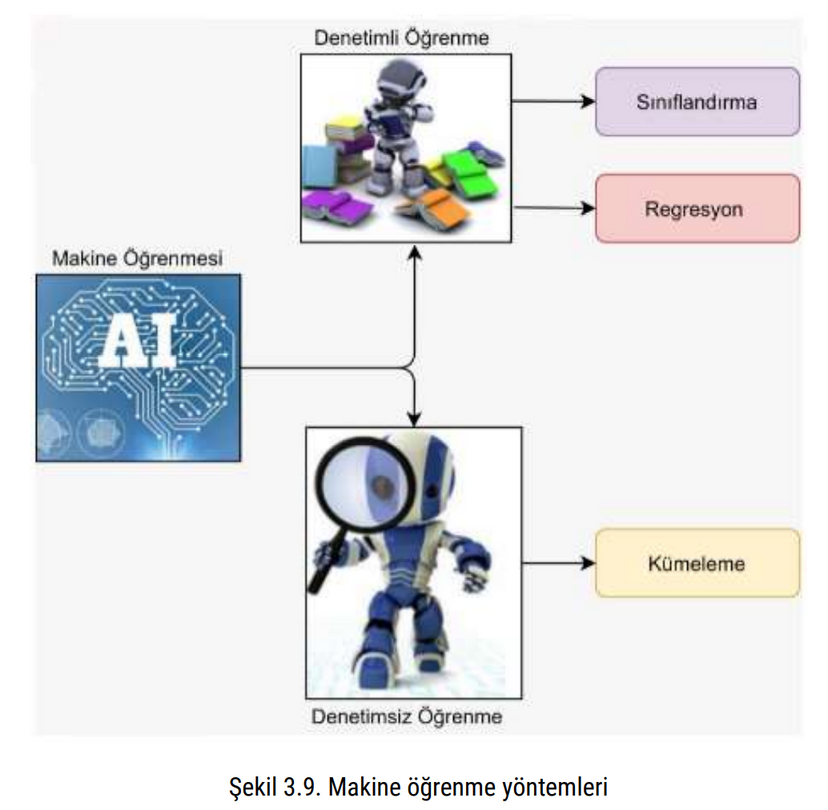 Denetimli Öğrenme
Sınıflandırma
Regresyon
Makine Öğrenmesi
AI
Kümeleme
Denetimsiz Öğrenme
Şekil 3.9. Makine öğrenme yöntemleri